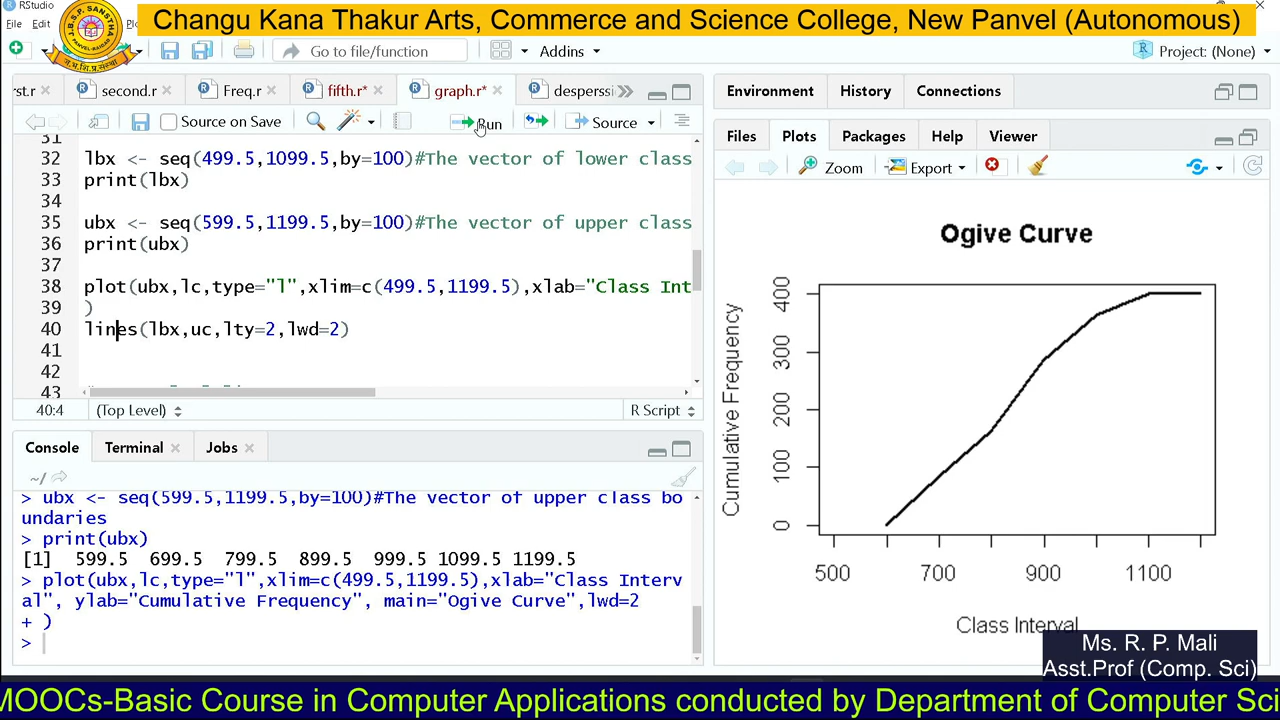 RStudio
Changu Kana Thakur Arts, Commerce and Science College, New Panvel (Autonomous)
File
Go to file/function
Addins
Project: (None)
rst.r
second.r
Freq.r
fifth.r*
graph.r*
desperssi
Source on Save
Run
Source
31
32 lbx <- seq(499.5,1099.5,by=100)#The vector of lower class
33 print(lbx)
34
35 ubx <- seq(599.5,1199.5,by=100)#The vector of upper class
36 print(ubx)
37
38 plot(ubx,lc,type="l",xlim=c(499.5,1199.5),xlab="Class Int
39 )
40 lines(lbx,uc,lty=2,lwd=2)
41
42
43
40:4 (Top Level) R Script
Console Terminal Jobs
~/
> ubx <- seq(599.5,1199.5,by=100)#The vector of upper class bo
undaries
> print(ubx)
[1] 599.5 699.5 799.5 899.5 999.5 1099.5 1199.5
> plot(ubx,lc,type="l",xlim=c(499.5,1199.5),xlab="Class Interv
al", ylab="Cumulative Frequency", main="Ogive Curve",lwd=2
+ )
>
Environment History Connections
Files Plots Packages Help Viewer
Zoom Export
Ogive Curve
Cumulative Frequency
400
300
200
100
0
500 700 900 1100
Class Interval
Ms. R. P. Mali
Asst.Prof (Comp. Sci)
MOOCs-Basic Course in Computer Applications conducted by Department of Computer Sci